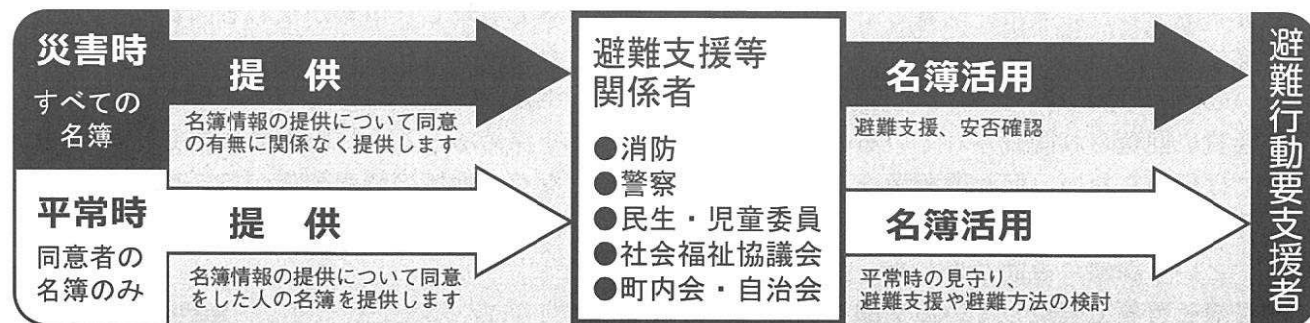 災害時
すべての
名簿
提 供
名簿情報の提供について同意
の有無に関係なく提供します
平常時
同意者の
名簿のみ
提 供
名簿情報の提供について同意
をした人の名簿を提供します
避難支援等
関係者
●消防
●警察
●民生・児童委員
●社会福祉協議会
●町内会・自治会
名簿活用
避難支援、安否確認
名簿活用
平常時の見守り、
避難支援や避難方法の検討
避難行動要支援者